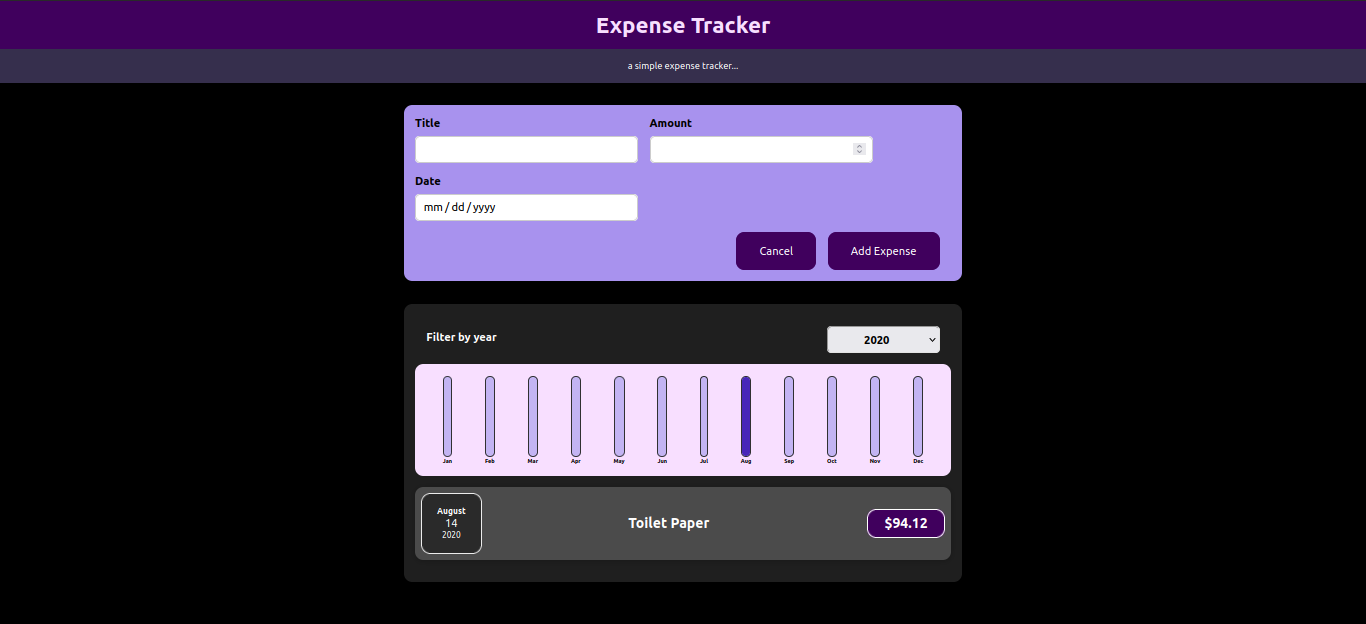 Expense Tracker
a simple expense tracker...
Title Amount
Date
mm / dd / yyyy
Cancel Add Expense
Filter by year 2020
Jan Feb Mar Apr May Jun Jul Aug Sep Oct Nov Dec
August
14
2020
Toilet Paper
$94.12